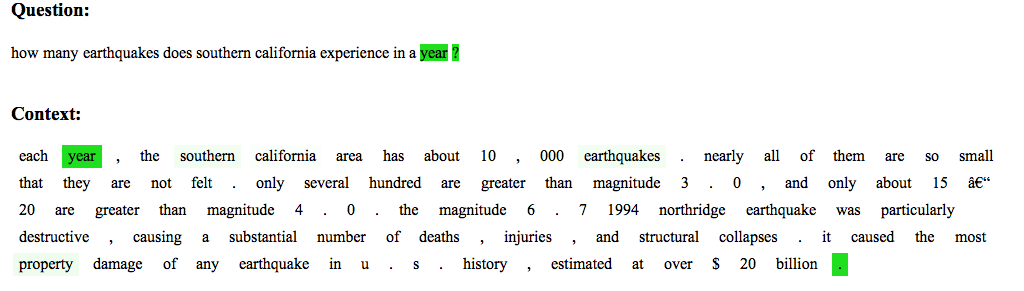 Question:
how many earthquakes does southern california experience in a year ?
Context:
each year , the southern california area has about 10 , 000 earthquakes . nearly all of them are so small
that they are not felt . only several hundred are greater than magnitude 3 . 0 , and only about 15 â€“
20 are greater than magnitude 4 . 0 . the magnitude 6 . 7 1994 northridge earthquake was particularly
destructive , causing a substantial number of deaths , injuries , and structural collapses . it caused the most
property damage of any earthquake in u . s . history , estimated at over $ 20 billion .